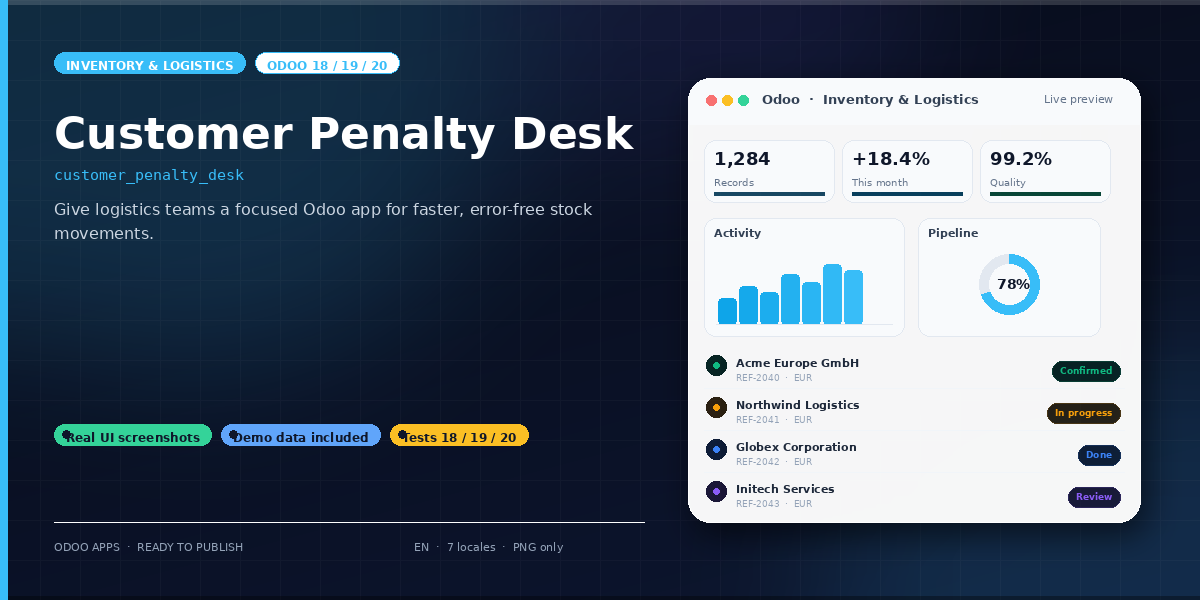 INVENTORY & LOGISTICS
ODOO 18 / 19 / 20
Customer Penalty Desk
customer_penalty_desk
Give logistics teams a focused Odoo app for faster, error-free stock
movements.
Real UI screenshots
Demo data included
Tests 18 / 19 / 20
ODOO APPS · READY TO PUBLISH
EN · 7 locales · PNG only
Odoo · Inventory & Logistics
Live preview
1,284
Records
+18.4%
This month
99.2%
Quality
Activity
Pipeline
78%
Acme Europe GmbH
REF-2040 · EUR
Confirmed
Northwind Logistics
REF-2041 · EUR
In progress
Globex Corporation
REF-2042 · EUR
Done
Initech Services
REF-2043 · EUR
Review